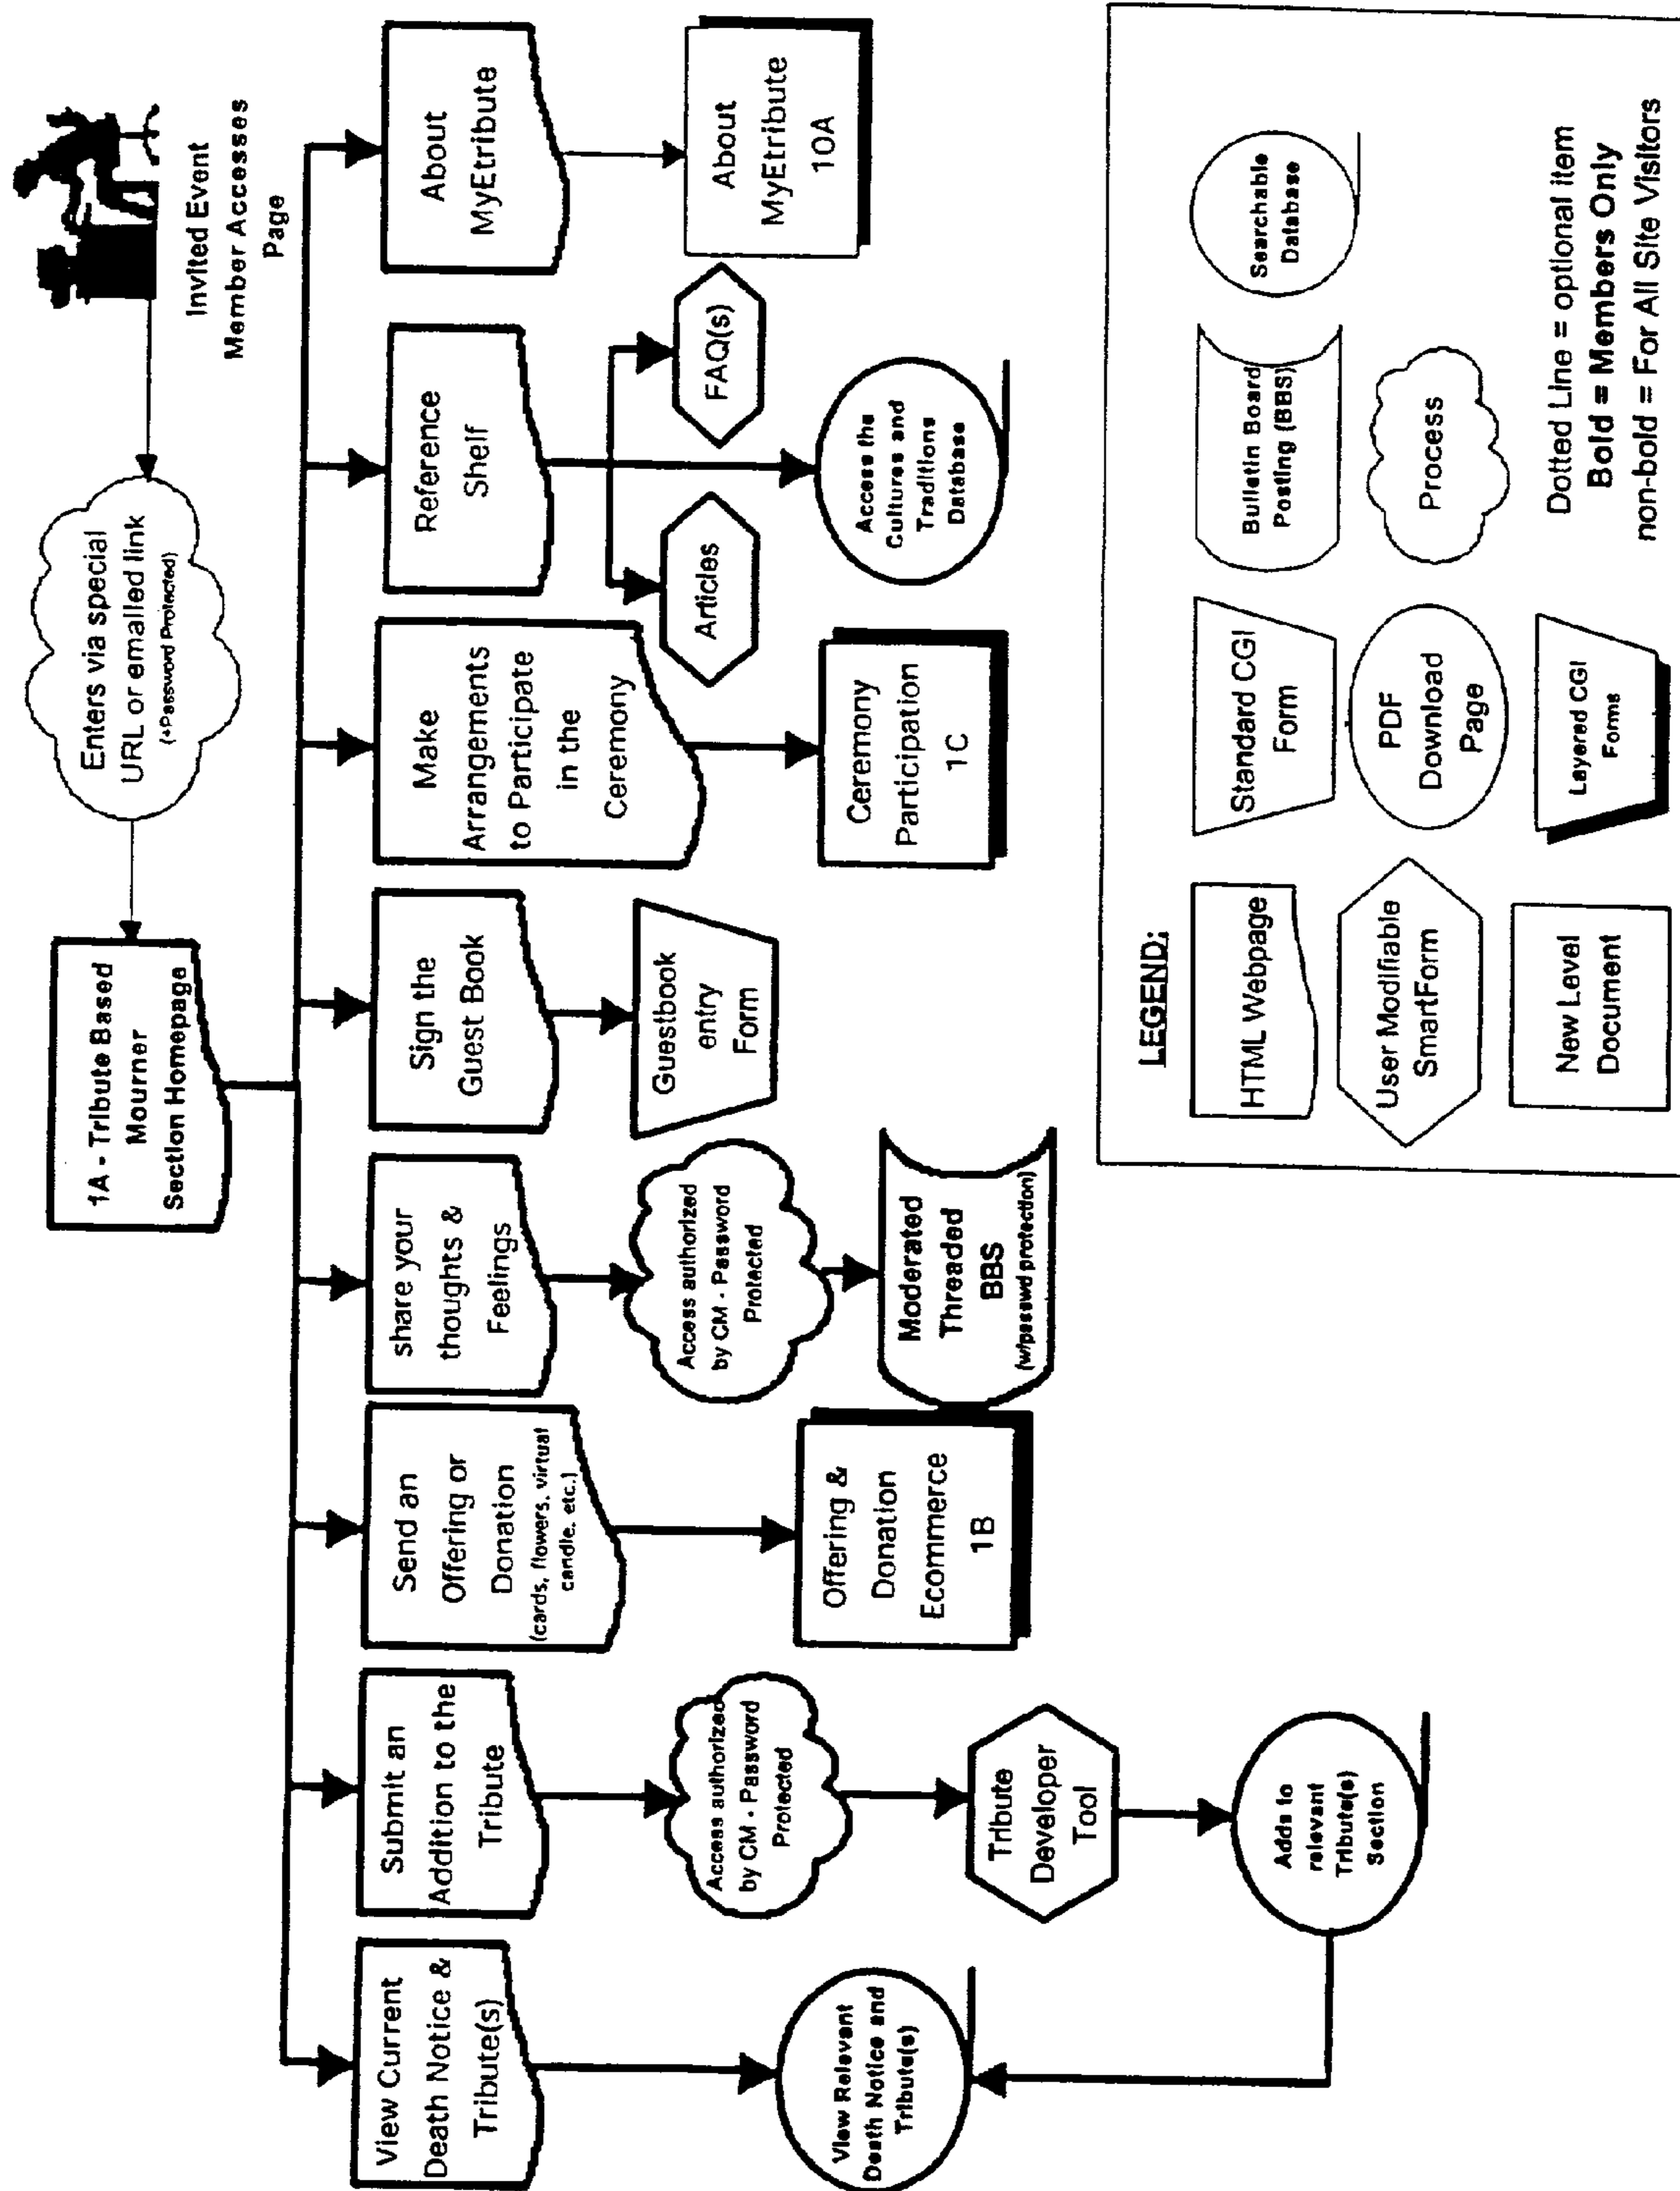 Invited Event
Member Accesses
Page
Enters via special
URL or emailed link
(+Password Protected)
1A - Tribute Based
Mourner
Section Homepage
View Current
Death Notice &
Tribute(s)
View Relevant
Death Notice and
Tribute(s)
Submit an
Addition to the
Tribute
Access authorized
by CM - Password
Protected
Tribute
Developer
Tool
Adds to
relevant
Tribute(s)
Section
Send an
Offering or
Donation
(cards, flowers, virtual
candle, etc.)
Offering &
Donation
Ecommerce
1B
share your
thoughts &
Feelings
Access authorized
by CM - Password
Protected
Moderated
Threaded
BBS
(w/passwd protection)
Sign the
Guest Book
Guestbook
entry
Form
Make
Arrangements
to Participate
in the
Ceremony
Ceremony
Participation
1C
Reference
Shelf
Articles
FAQ(s)
Access the
Cultures and
Traditions
Database
About
MyEtribute
About
MyEtribute
10A
LEGEND:
HTML Webpage
Standard CGI
Form
Bulletin Board
Posting (BBS)
Searchable
Database
User Modifiable
SmartForm
PDF
Download
Page
Process
New Level
Document
Layered CGI
Forms
Dotted Line = optional item
Bold = Members Only
non-bold = For All Site Visitors